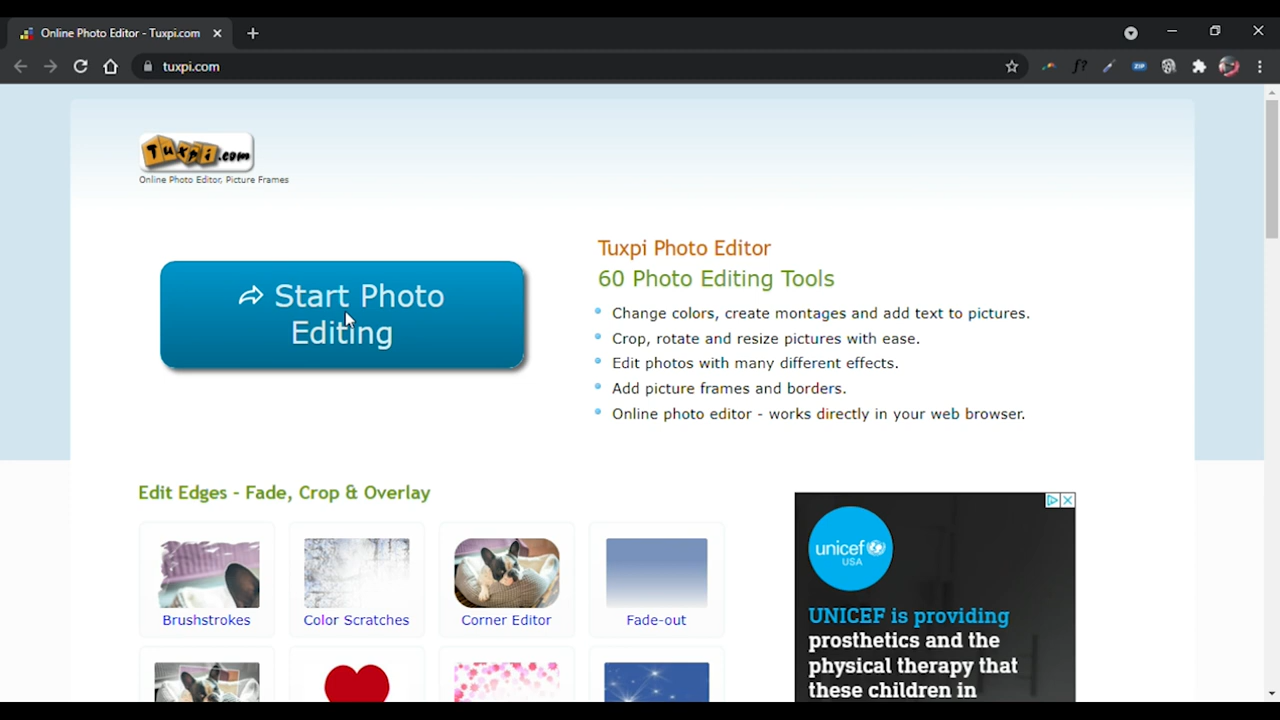 Online Photo Editor - Tuxpi.com
tuxpi.com
f?
ZIP
Tuxpi.com
Online Photo Editor, Picture Frames
Start Photo
Editing
Tuxpi Photo Editor
60 Photo Editing Tools
Change colors, create montages and add text to pictures.
Crop, rotate and resize pictures with ease.
Edit photos with many different effects.
Add picture frames and borders.
Online photo editor - works directly in your web browser.
Edit Edges - Fade, Crop & Overlay
Brushstrokes
Color Scratches
Corner Editor
Fade-out
unicef
USA
UNICEF is providing
prosthetics and the
physical therapy that
these children in